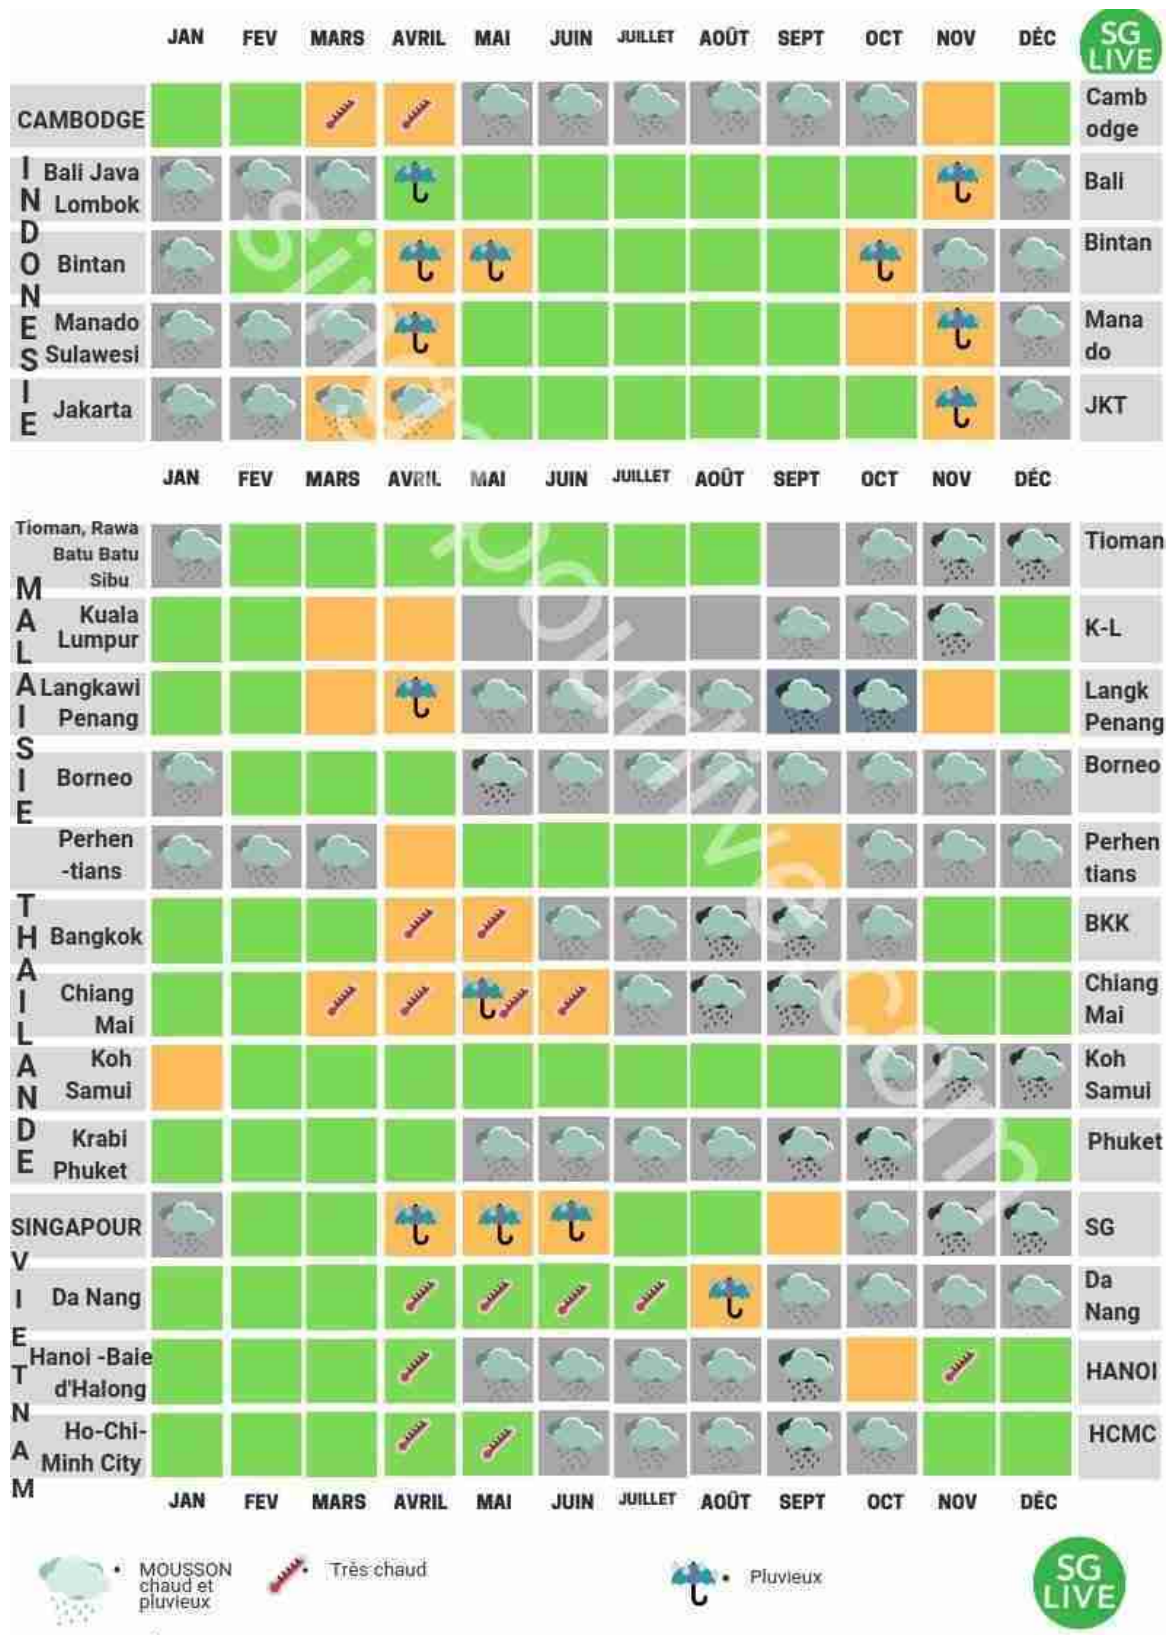 JAN FEV MARS AVRIL MAI JUIN JUILLET AOÛT SEPT OCT NOV DÉC
SG
LIVE
CAMBODGE
Camb
odge
INDONESIE
Bali Java
Lombok
Bali
Bintan
Bintan
Manado
Sulawesi
Mana
do
Jakarta
JKT
JAN FEV MARS AVRIL MAI JUIN JUILLET AOÛT SEPT OCT NOV DÉC
MALAISIE
Tioman, Rawa
Batu Batu
Sibu
Tioman
Kuala
Lumpur
K-L
Langkawi
Penang
Langk
Penang
Borneo
Borneo
Perhen
-tians
Perhen
tians
THAILANDE
Bangkok
BKK
Chiang
Mai
Chiang
Mai
Koh
Samui
Koh
Samui
Krabi
Phuket
Phuket
SINGAPOUR
SG
VIETNAM
Da Nang
Da
Nang
Hanoi -Baie
d'Halong
HANOI
Ho-Chi-
Minh City
HCMC
JAN FEV MARS AVRIL MAI JUIN JUILLET AOÛT SEPT OCT NOV DÉC
• MOUSSON
chaud et
pluvieux
• Très chaud
• Pluvieux
SG
LIVE